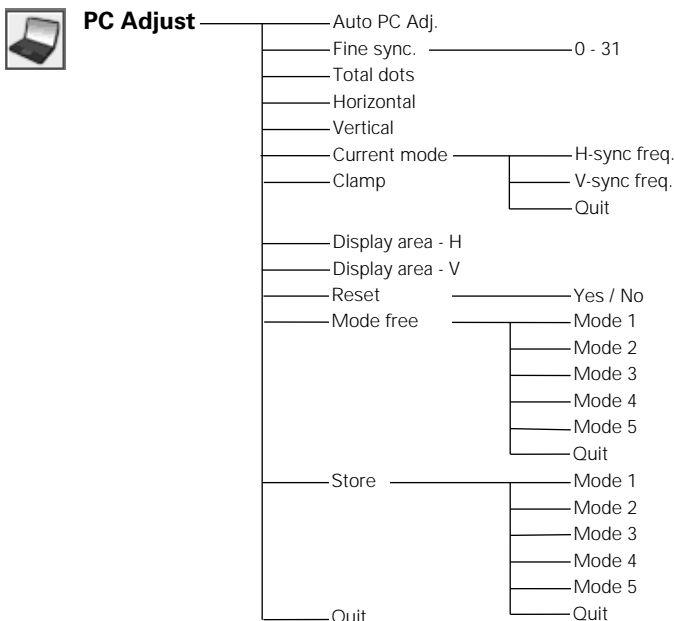 PC Adjust Auto PC Adj.
Fine sync. 0 - 31
Total dots
Horizontal
Vertical
Current mode H-sync freq.
Clamp V-sync freq.
Quit
Display area - H
Display area - V
Reset Yes / No
Mode free Mode 1
Mode 2
Mode 3
Mode 4
Mode 5
Quit
Store Mode 1
Mode 2
Mode 3
Mode 4
Mode 5
Quit Quit